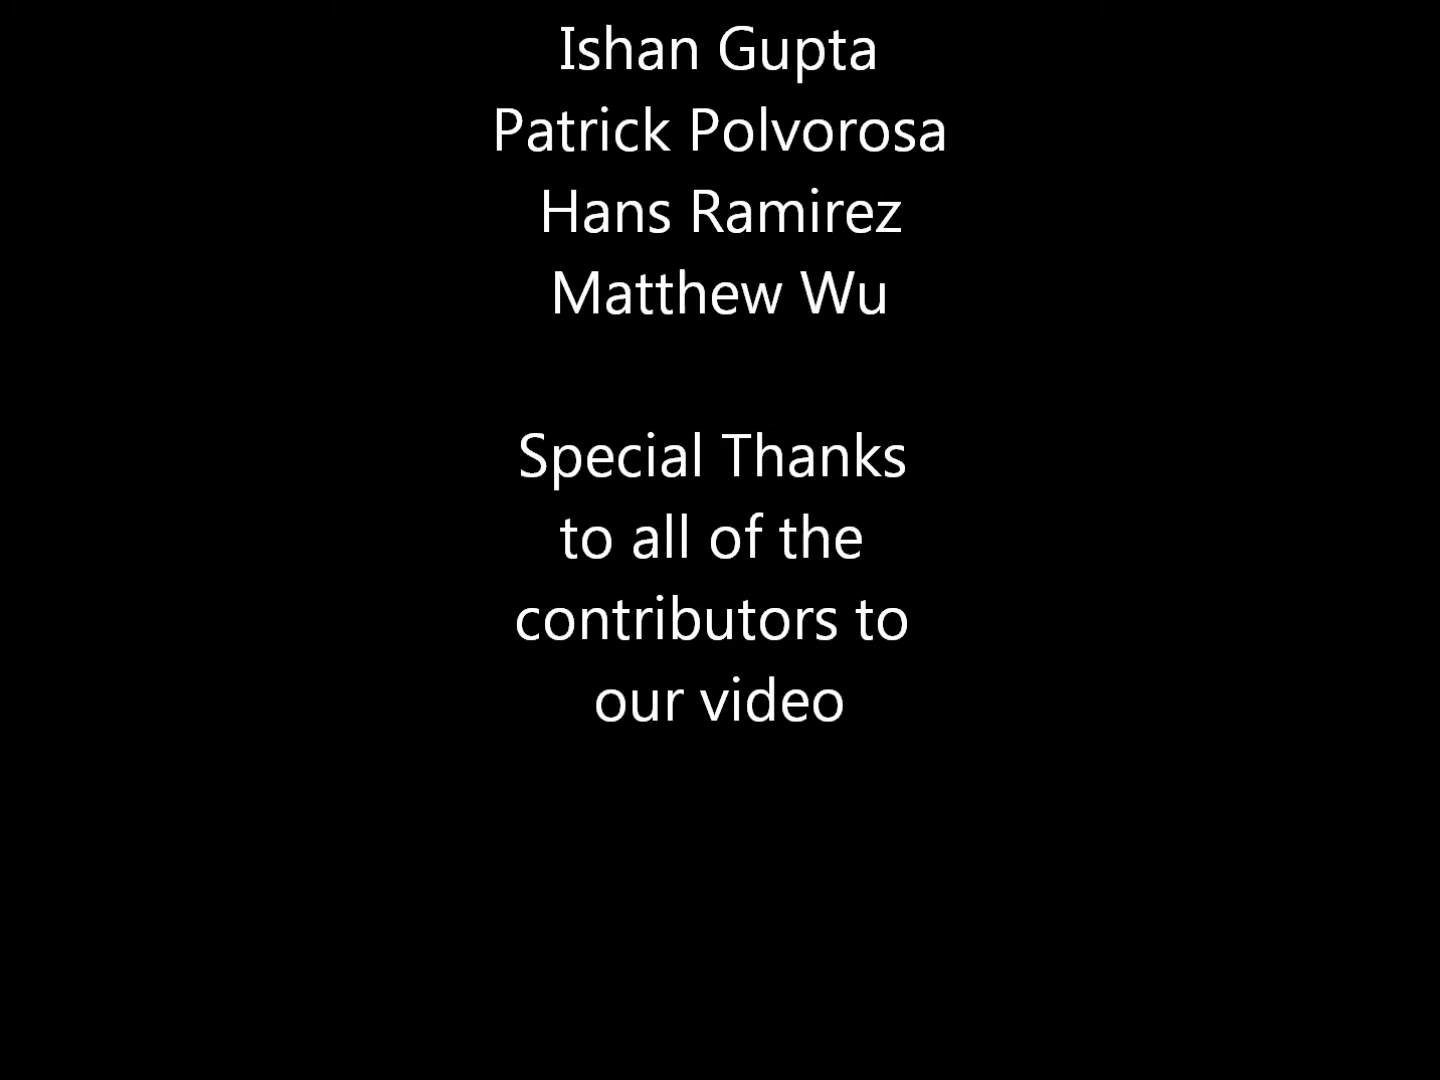 Ishan Gupta
Patrick Polvorosa
Hans Ramirez
Matthew Wu
Special Thanks
to all of the
contributors to
our video